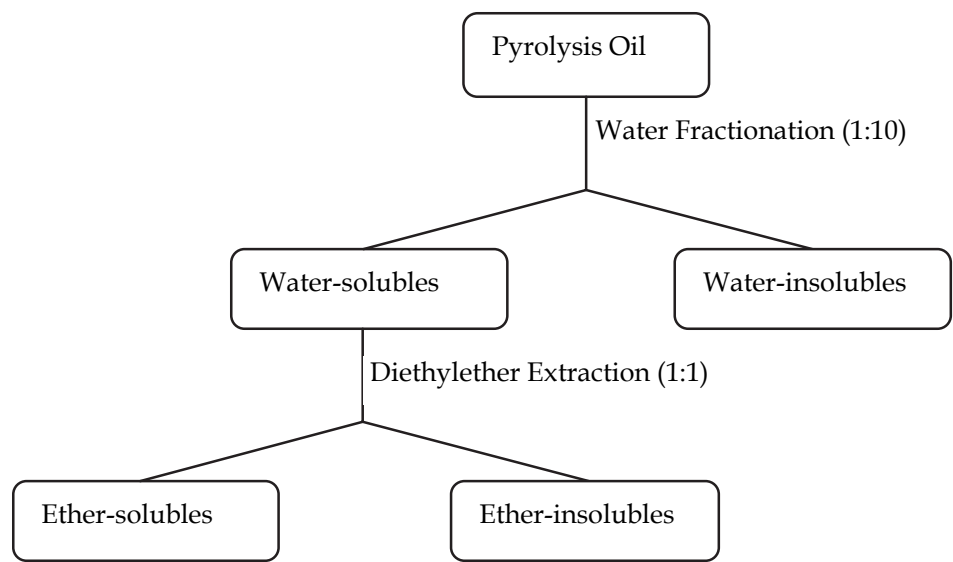 Pyrolysis Oil
Water Fractionation (1:10)
Water-solubles
Water-insolubles
Diethylether Extraction (1:1)
Ether-solubles
Ether-insolubles